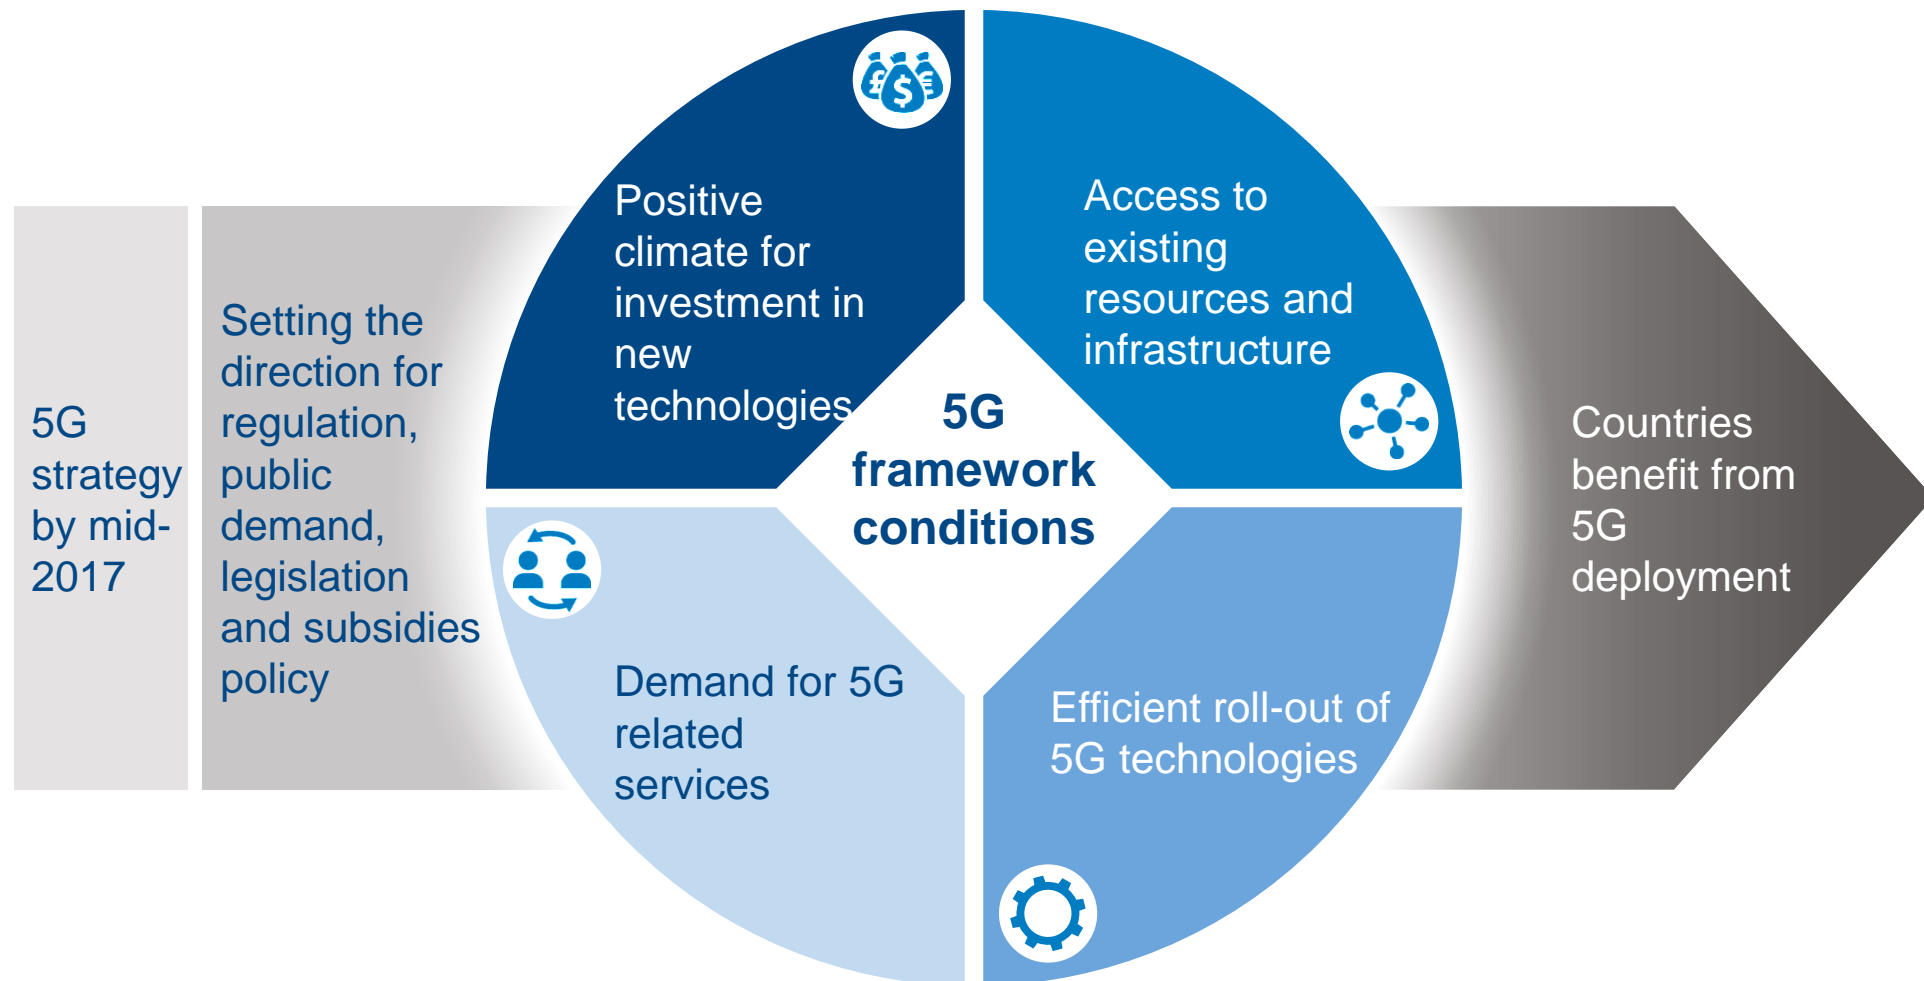 5G
strategy
by mid-
2017
Setting the
direction for
regulation,
public
demand,
legislation
and subsidies
policy
Positive
climate for
investment in
new
technologies
£ $ €
Access to
existing
resources and
infrastructure
5G
framework
conditions
Demand for 5G
related
services
Efficient roll-out of
5G technologies
Countries
benefit from
5G
deployment